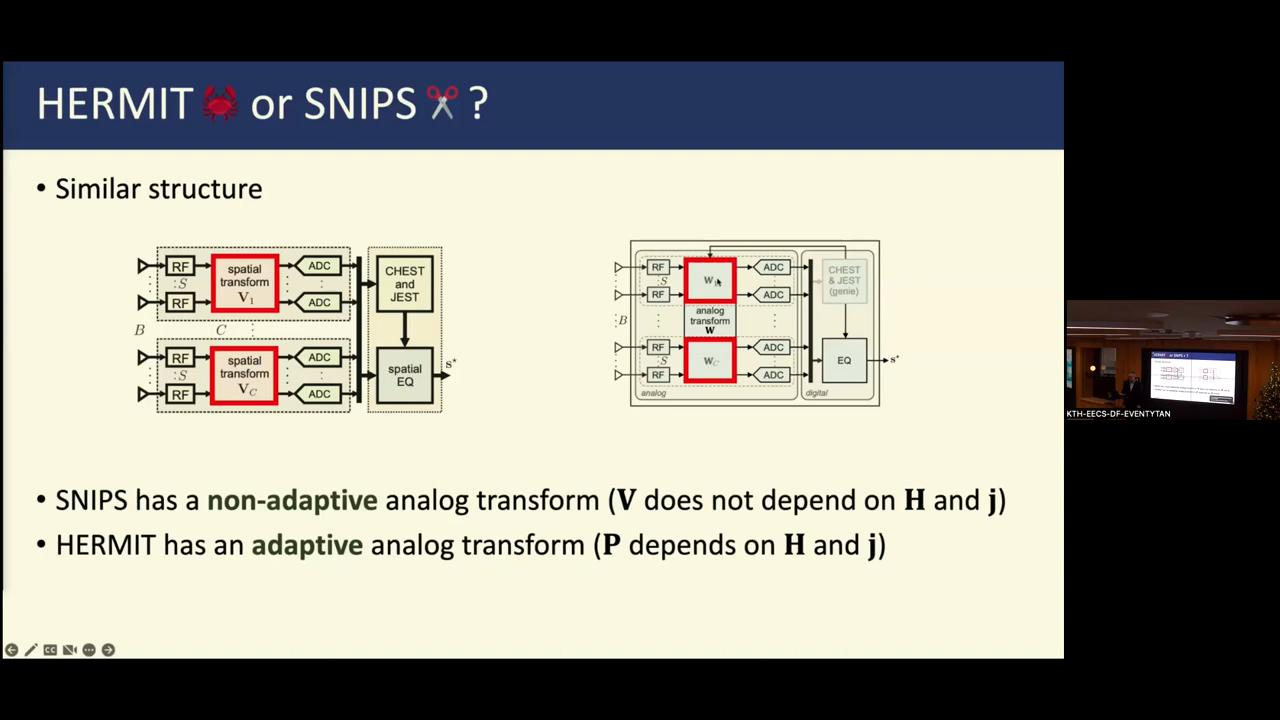 HERMIT🦀 or SNIPS✂️?
• Similar structure
RF
S
RF
spatial
transform
V₁
ADC
ADC
B
C
RF
S
RF
spatial
transform
V_C
ADC
ADC
CHEST
and
JEST
spatial
EQ
s*
RF
S
RF
W
analog
transform
W
ADC
ADC
B
RF
S
RF
W_C
ADC
ADC
CHEST
& JEST
(genie)
EQ
s*
analog
digital
• SNIPS has a non-adaptive analog transform (V does not depend on H and j)
• HERMIT has an adaptive analog transform (P depends on H and j)
KTH-EECS-DF-EVENTYTAN